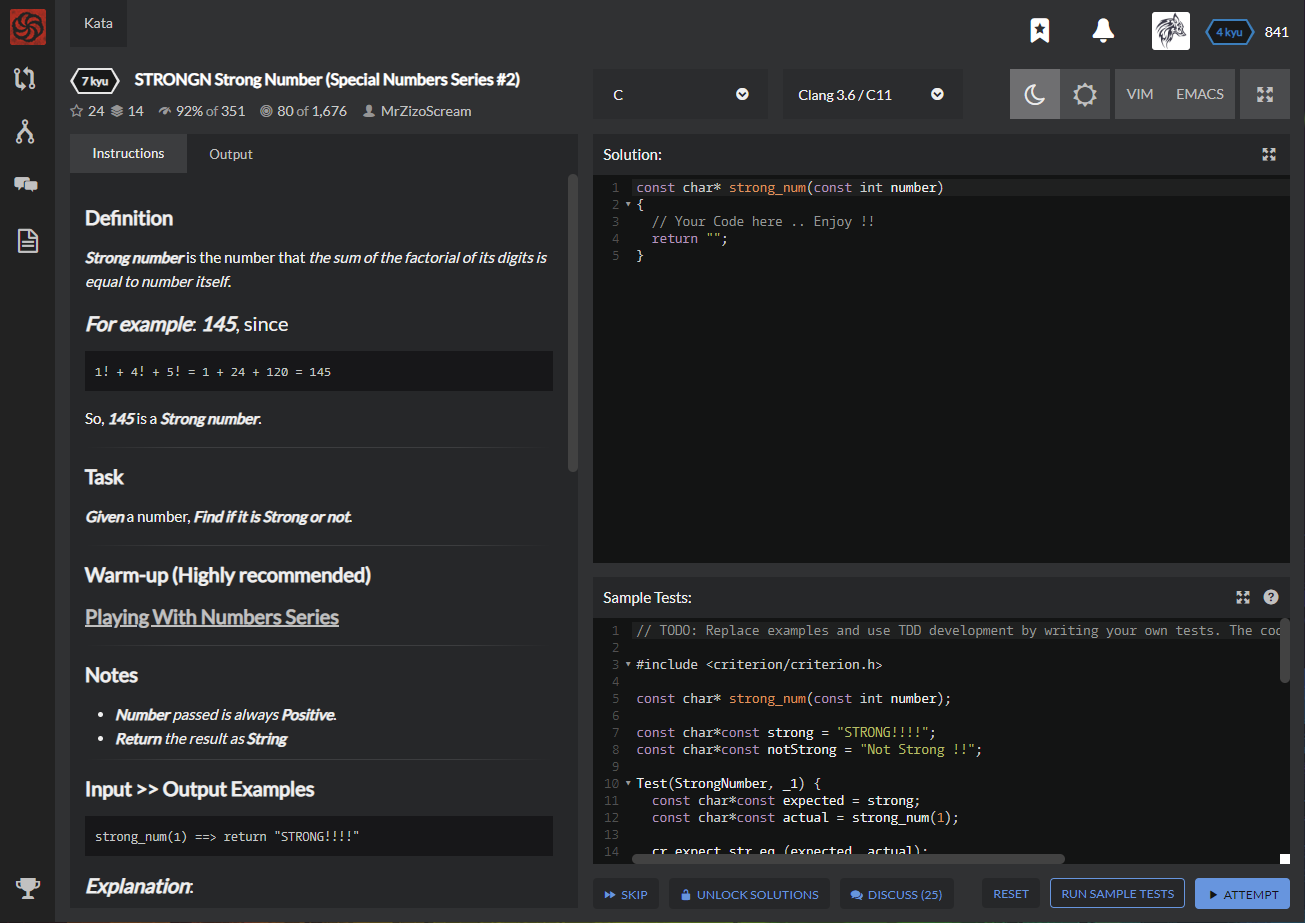 Kata
4 kyu 841
7 kyu STRONGN Strong Number (Special Numbers Series #2)
24 14 92% of 351 80 of 1,676 MrZizoScream
C
Clang 3.6 / C11
VIM EMACS
Instructions Output
Definition
Strong number is the number that the sum of the factorial of its digits is
equal to number itself.
For example: 145, since
1! + 4! + 5! = 1 + 24 + 120 = 145
So, 145 is a Strong number.
Task
Given a number, Find if it is Strong or not.
Warm-up (Highly recommended)
Playing With Numbers Series
Notes
• Number passed is always Positive.
• Return the result as String
Input >> Output Examples
strong_num(1) ==> return "STRONG!!!!"
Explanation:
Solution:
1 const char* strong_num(const int number)
2 {
3 // Your Code here .. Enjoy !!
4 return "";
5 }
Sample Tests:
1 // TODO: Replace examples and use TDD development by writing your own tests. The coc
2
3 #include <criterion/criterion.h>
4
5 const char* strong_num(const int number);
6
7 const char*const strong = "STRONG!!!!";
8 const char*const notStrong = "Not Strong !!";
9
10 Test(StrongNumber, _1) {
11 const char*const expected = strong;
12 const char*const actual = strong_num(1);
13
14 cr_expect_str_eq (expected, actual);
SKIP UNLOCK SOLUTIONS DISCUSS (25) RESET RUN SAMPLE TESTS ATTEMPT